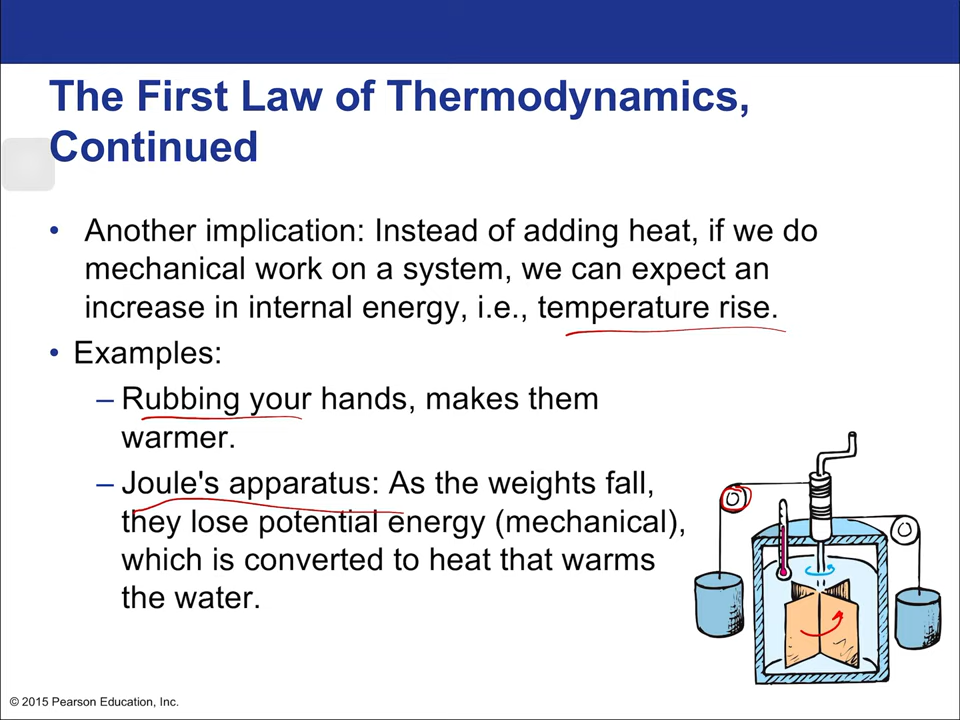 The First Law of Thermodynamics,
Continued
• Another implication: Instead of adding heat, if we do
mechanical work on a system, we can expect an
increase in internal energy, i.e., temperature rise.
• Examples:
– Rubbing your hands, makes them
warmer.
– Joule's apparatus: As the weights fall,
they lose potential energy (mechanical),
which is converted to heat that warms
the water.
© 2015 Pearson Education, Inc.